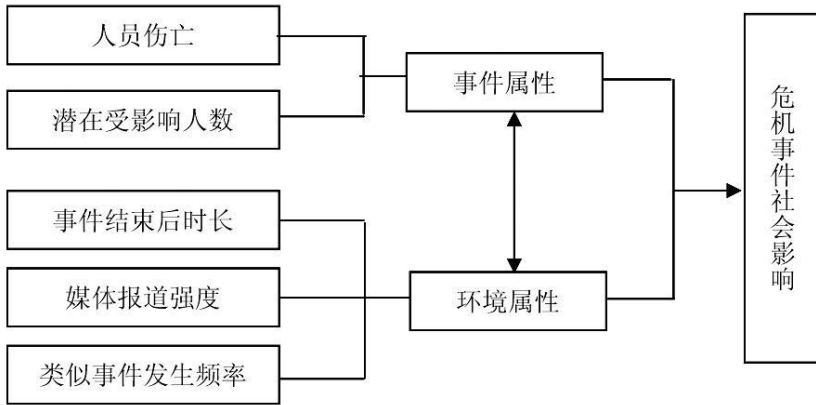 人员伤亡
潜在受影响人数
事件结束后时长
媒体报道强度
类似事件发生频率
事件属性
环境属性
危机事件社会影响